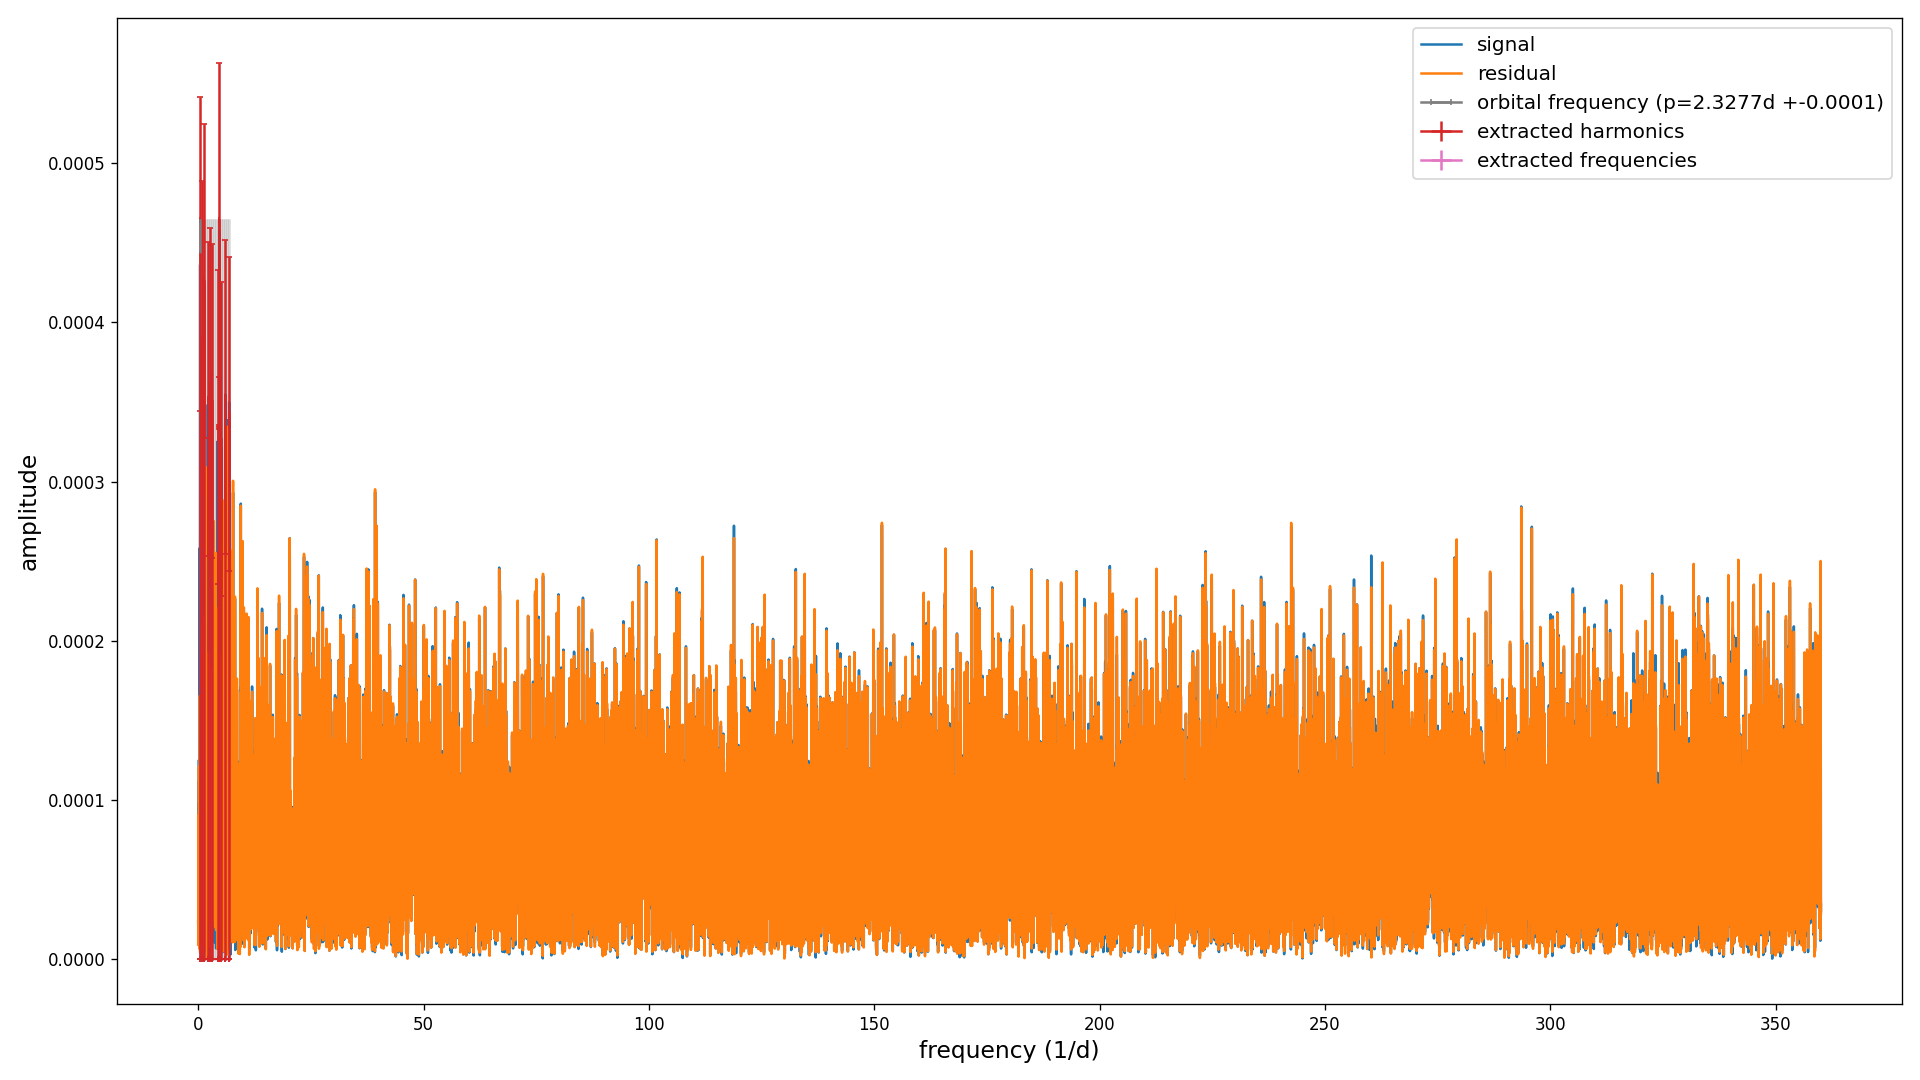 signal
residual
orbital frequency (p=2.3277d +-0.0001)
extracted harmonics
extracted frequencies
amplitude
0.0005
0.0004
0.0003
0.0002
0.0001
0.0000
0 50 100 150 200 250 300 350
frequency (1/d)